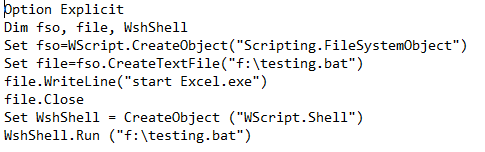 Option Explicit
Dim fso, file, WshShell
Set fso=WScript.CreateObject("Scripting.FileSystemObject")
Set file=fso.CreateTextFile("f:\testing.bat")
file.WriteLine("start Excel.exe")
file.Close
Set WshShell = CreateObject ("WScript.Shell")
WshShell.Run ("f:\testing.bat")